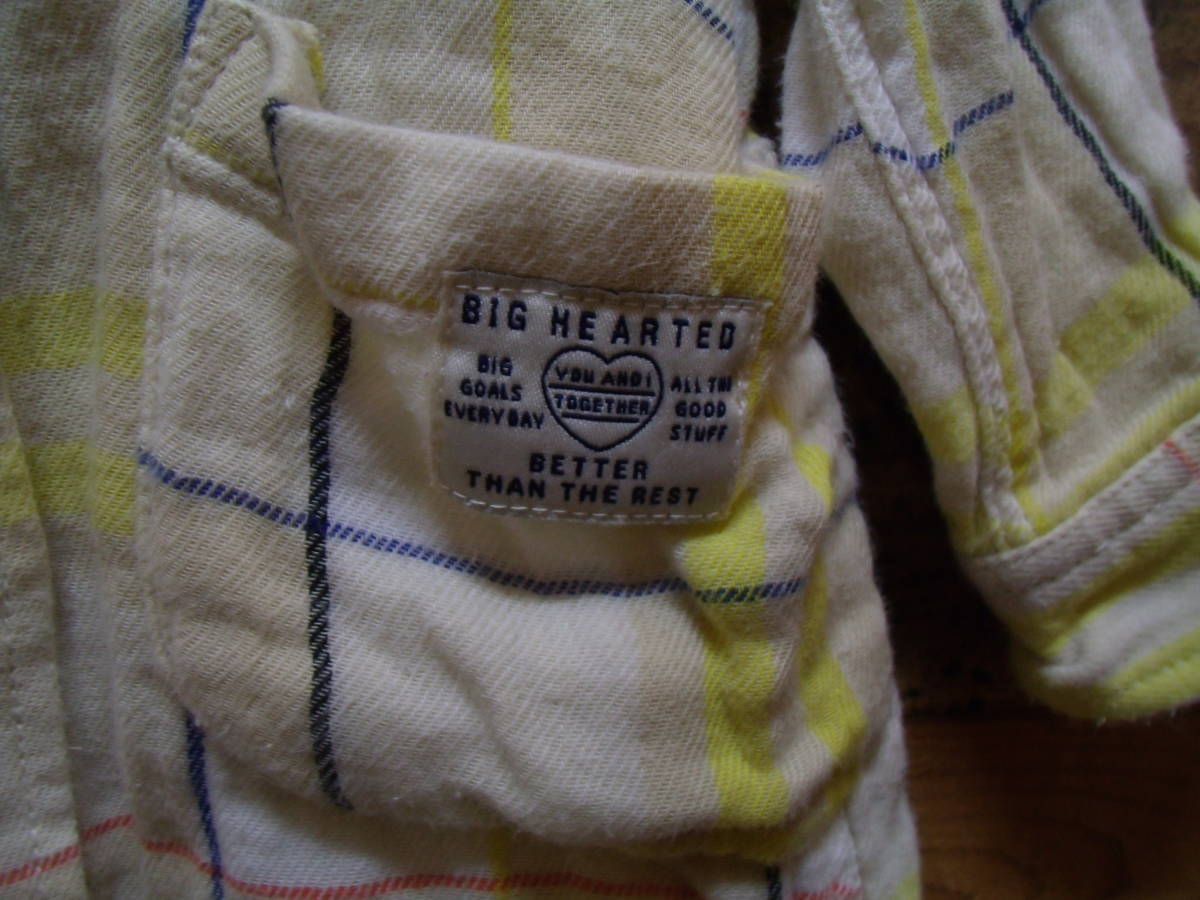 BIG HEARTED
BIG
GOALS
EVERYDAY
YOU AND I
TOGETHER
ALL THE
GOOD
STUFF
BETTER
THAN THE REST